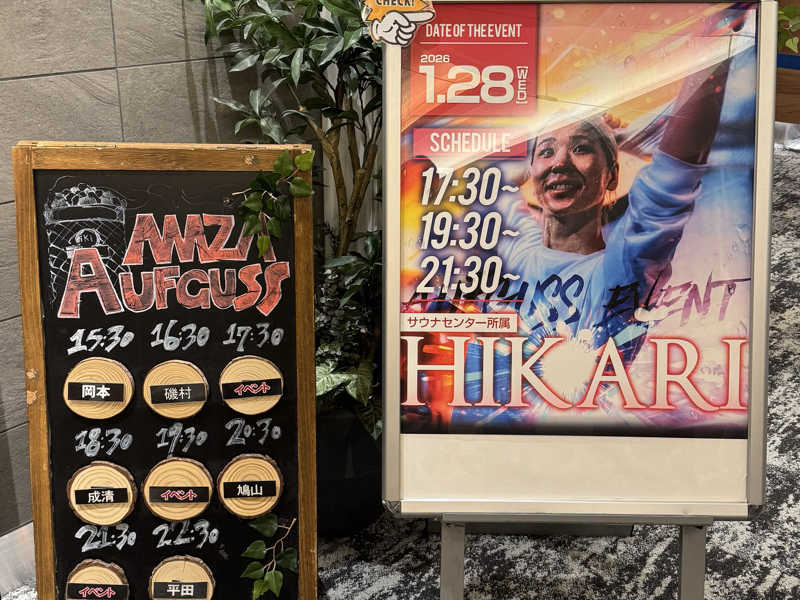 AMZA
AUFGUSS
15:30 16:30 17:30
岡本 磯村 イベント
18:30 19:30 20:30
成清 イベント 鳩山
21:30 22:30
イベント 平田
CHECK!
DATE OF THE EVENT
2026
1.28 [WED]
SCHEDULE
17:30~
19:30~
21:30~
AUFGUSS EVENT
サウナセンター所属
HIKARI